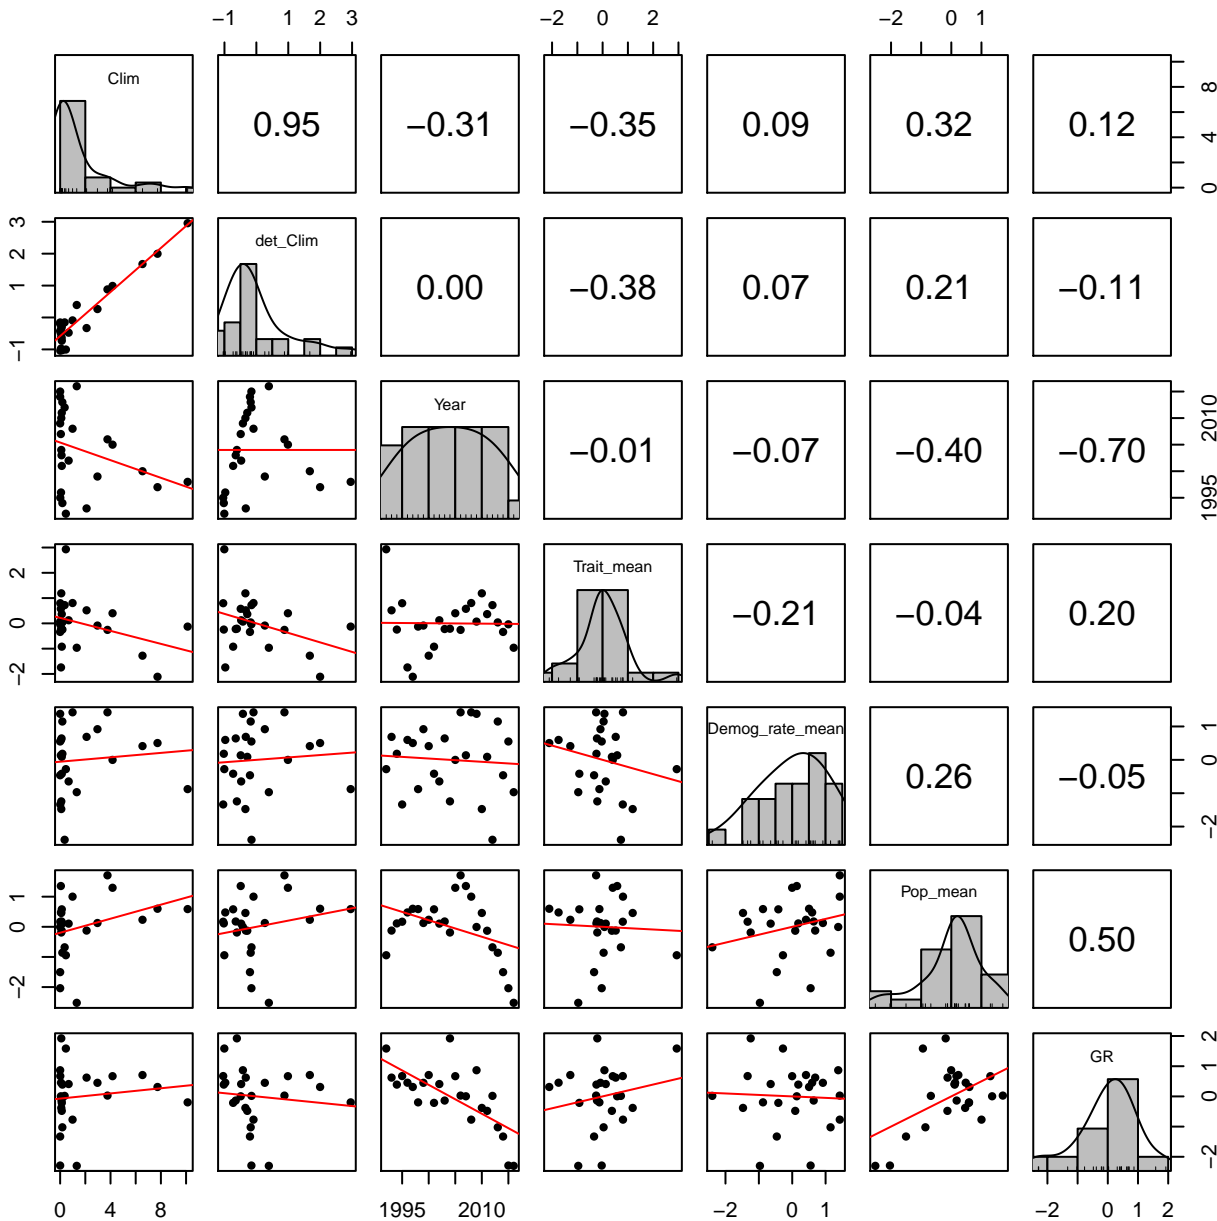 −1 1 2 3 −2 0 2 −2 0 1
Clim 0.95 −0.31 −0.35 0.09 0.32 0.12 0 4 8
−1 1 2 3 det_Clim 0.00 −0.38 0.07 0.21 −0.11
Year −0.01 −0.07 −0.40 −0.70 1995 2010
−2 0 2 Trait_mean −0.21 −0.04 0.20
Demog_rate_mean 0.26 −0.05 −2 0 1
−2 0 1 Pop_mean 0.50
GR −2 0 1 2
0 4 8 1995 2010 −2 0 1 −2 0 1 2